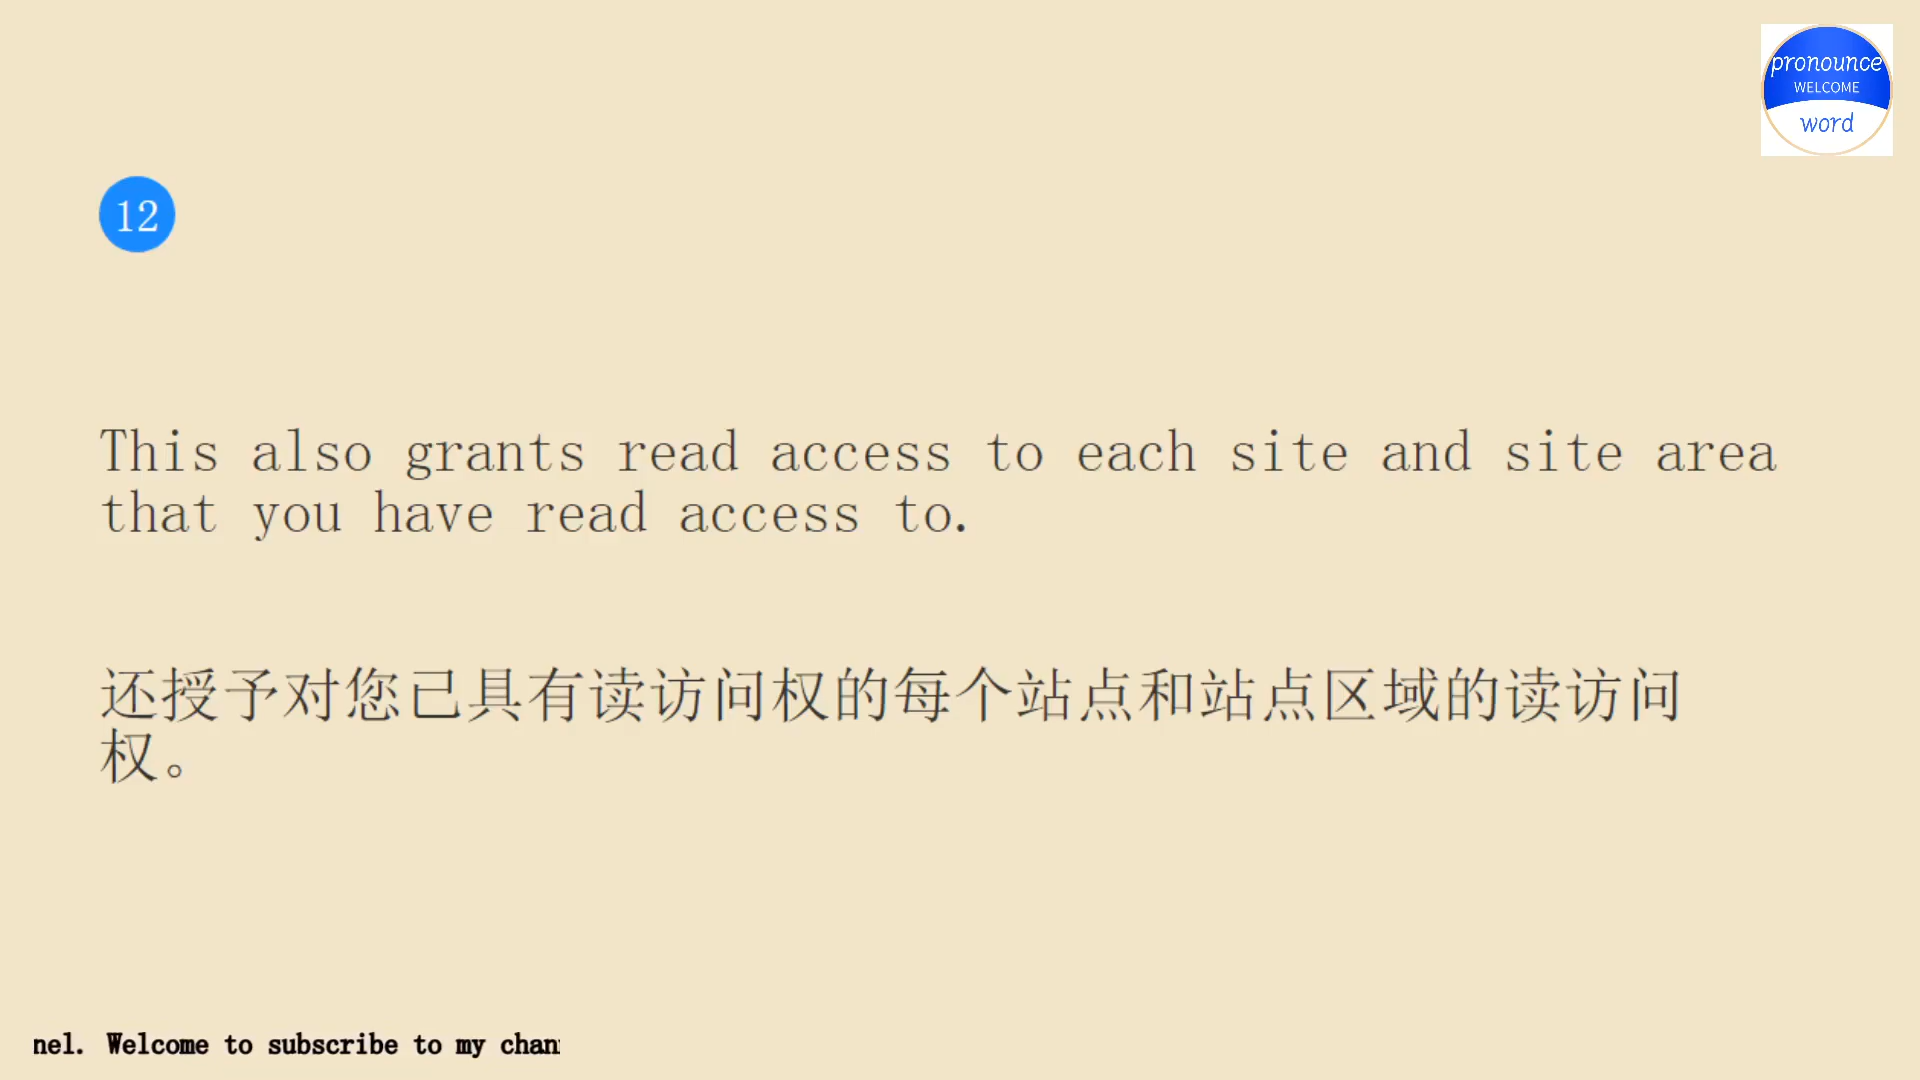 pronounce
WELCOME
word
12
This also grants read access to each site and site area
that you have read access to.
还授予对您已具有读访问权的每个站点和站点区域的读访问
权。
nel. Welcome to subscribe to my chan